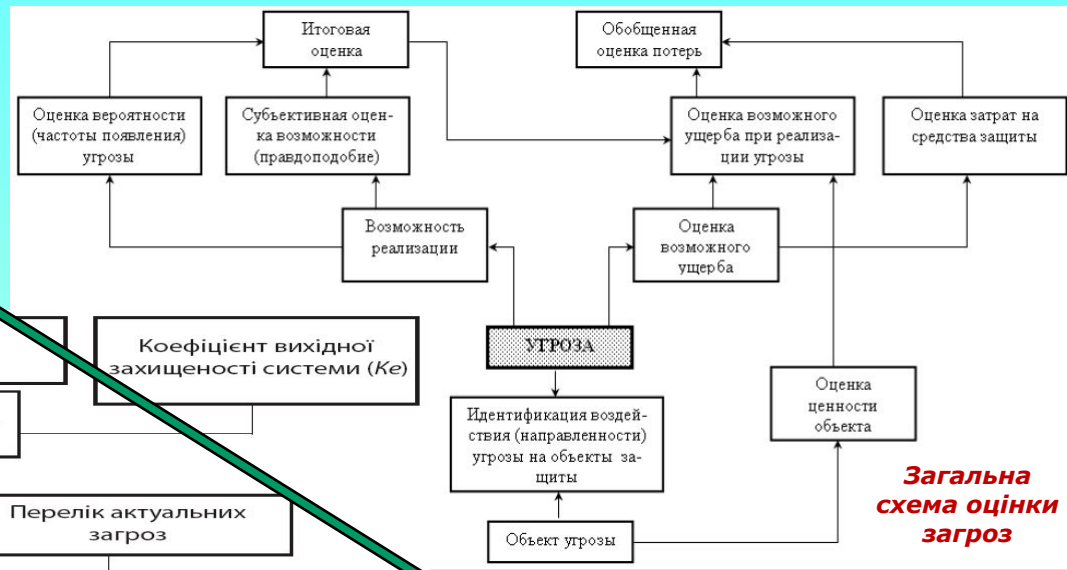 Итоговая
оценка
Обобщенная
оценка потерь
Оценка вероятности
(частоты появления)
угрозы
Субъективная оцен-
ка возможности
(правдоподобие)
Оценка возможного
ущерба при реализа-
ции угрозы
Оценка затрат на
средства защиты
Возможность
реализации
Оценка
возможного
ущерба
УГРОЗА
Коефіцієнт вихідної
захищеності системи (Ке)
Оценка
ценности
объекта
Идентификация воздей-
ствия (направленности)
угрозы на объекты за-
щиты
Объект угрозы
Перелік актуальних
загроз
Загальна
схема оцінки
загроз